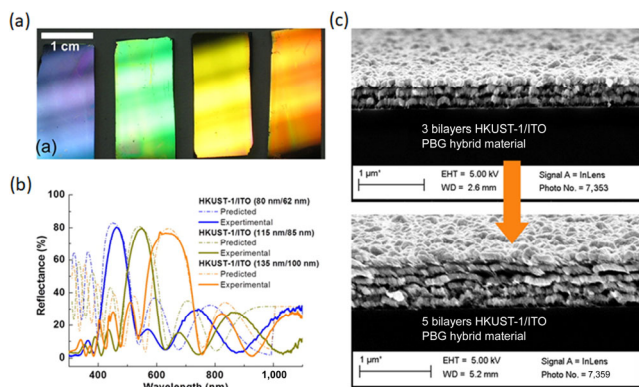 (a)
1 cm
(a)
(b)
Reflectance (%)
100
80
60
40
20
0
400
600
800
1,000
Wavelength (nm)
HKUST-1/ITO (80 nm/62 nm)
Predicted
Experimental
HKUST-1/ITO (115 nm/85 nm)
Predicted
Experimental
HKUST-1/ITO (135 nm/100 nm)
Predicted
Experimental
(c)
3 bilayers HKUST-1/ITO
PBG hybrid material
1 µm*
EHT = 5.00 kV
WD = 2.6 mm
Signal A = InLens
Photo No. = 7,353
5 bilayers HKUST-1/ITO
PBG hybrid material
1 µm*
EHT = 5.00 kV
WD = 5.2 mm
Signal A = InLens
Photo No. = 7,359